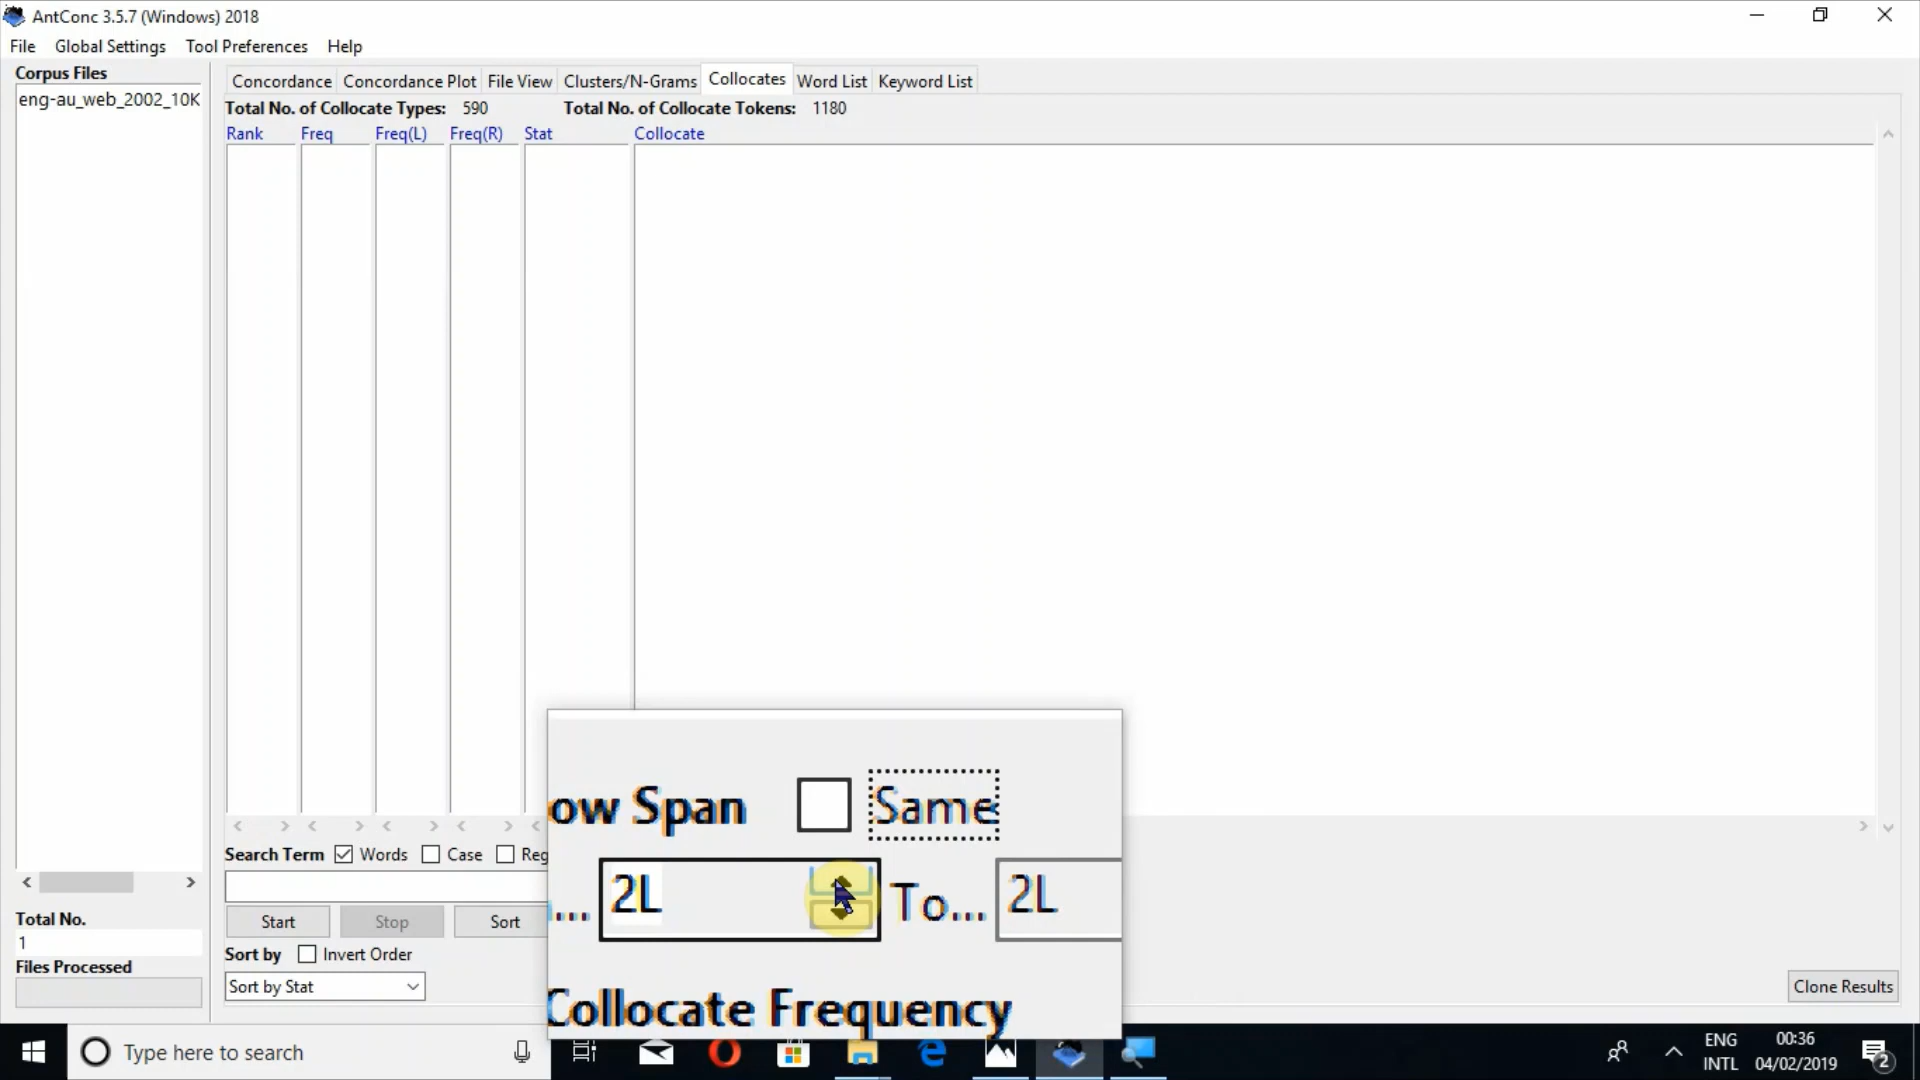 AntConc 3.5.7 (Windows) 2018
File Global Settings Tool Preferences Help
Corpus Files
eng-au_web_2002_10K
Concordance Concordance Plot File View Clusters/N-Grams Collocates Word List Keyword List
Total No. of Collocate Types: 590 Total No. of Collocate Tokens: 1180
Rank Freq Freq(L) Freq(R) Stat Collocate
ow Span Same
... 2L To... 2L
Collocate Frequency
Search Term Words Case Reg
Start Stop Sort
Sort by Invert Order
Sort by Stat
Total No.
1
Files Processed
Clone Results
Type here to search
ENG
INTL
00:36
04/02/2019
2